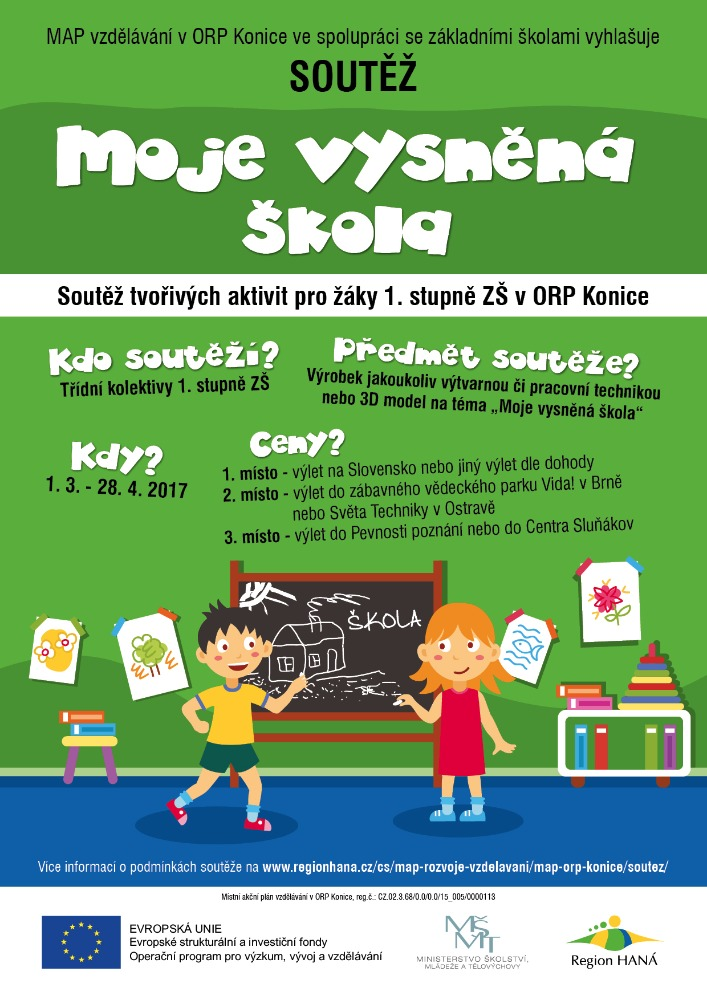 MAP vzdělávání v ORP Konice ve spolupráci se základními školami vyhlašuje
SOUTĚŽ
Moje vysněná
škola
Soutěž tvořivých aktivit pro žáky 1. stupně ZŠ v ORP Konice
Kdo soutěží?
Třídní kolektivy 1. stupně ZŠ
Předmět soutěže?
Výrobek jakoukoliv výtvarnou či pracovní technikou
nebo 3D model na téma „Moje vysněná škola“
Kdy?
1. 3. - 28. 4. 2017
Ceny?
1. místo - výlet na Slovensko nebo jiný výlet dle dohody
2. místo - výlet do zábavného vědeckého parku Vida! v Brně
nebo Světa Techniky v Ostravě
3. místo - výlet do Pevnosti poznání nebo do Centra Sluňákov
ŠKOLA
Více informací o podmínkách soutěže na www.regionhana.cz/cs/map-rozvoje-vzdelavani/map-orp-konice/soutez/
Místní akční plán vzdělávání v ORP Konice, reg.č.: CZ.02.3.68/0.0/0.0/15_005/0000113
EVROPSKÁ UNIE
Evropské strukturální a investiční fondy
Operační program pro výzkum, vývoj a vzdělávání
MŠMT
MINISTERSTVO ŠKOLSTVÍ,
MLÁDEŽE A TĚLOVÝCHOVY
Region HANÁ